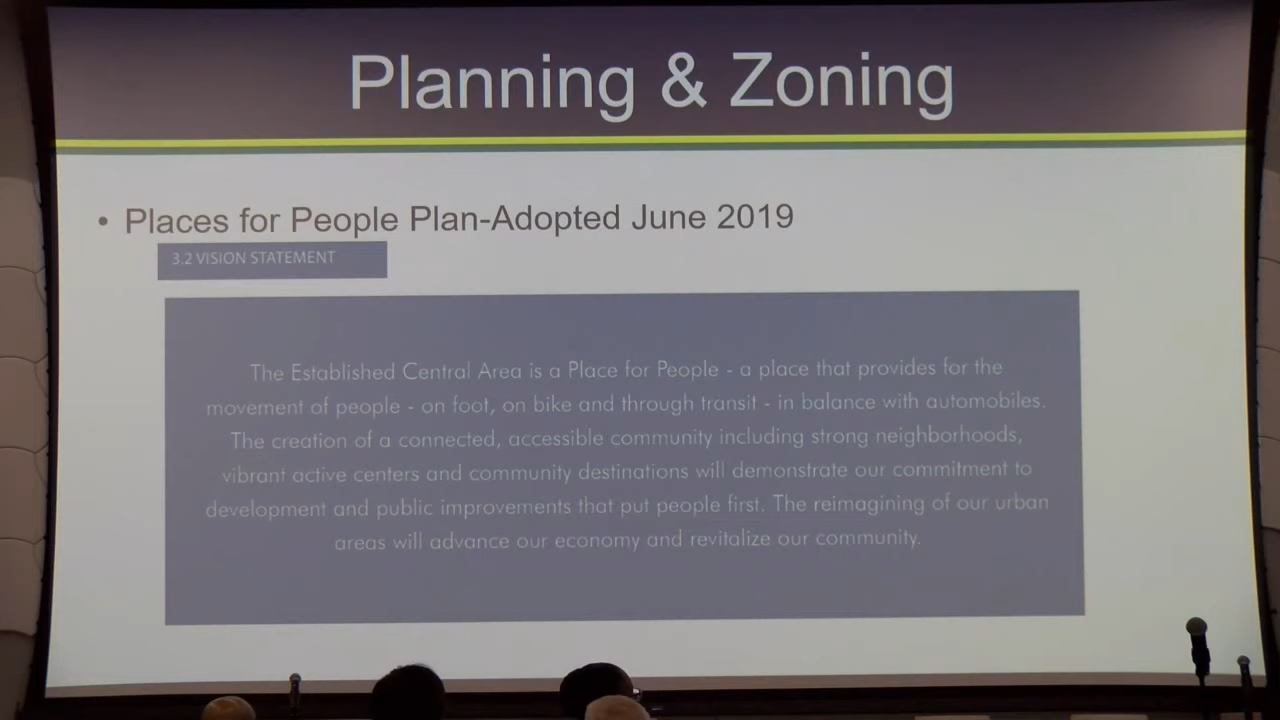 Planning & Zoning
• Places for People Plan-Adopted June 2019
3.2 VISION STATEMENT
The Established Central Area is a Place for People - a place that provides for the
movement of people - on foot, on bike and through transit - in balance with automobiles.
The creation of a connected, accessible community including strong neighborhoods,
vibrant active centers and community destinations will demonstrate our commitment to
development and public improvements that put people first. The reimagining of our urban
areas will advance our economy and revitalize our community.